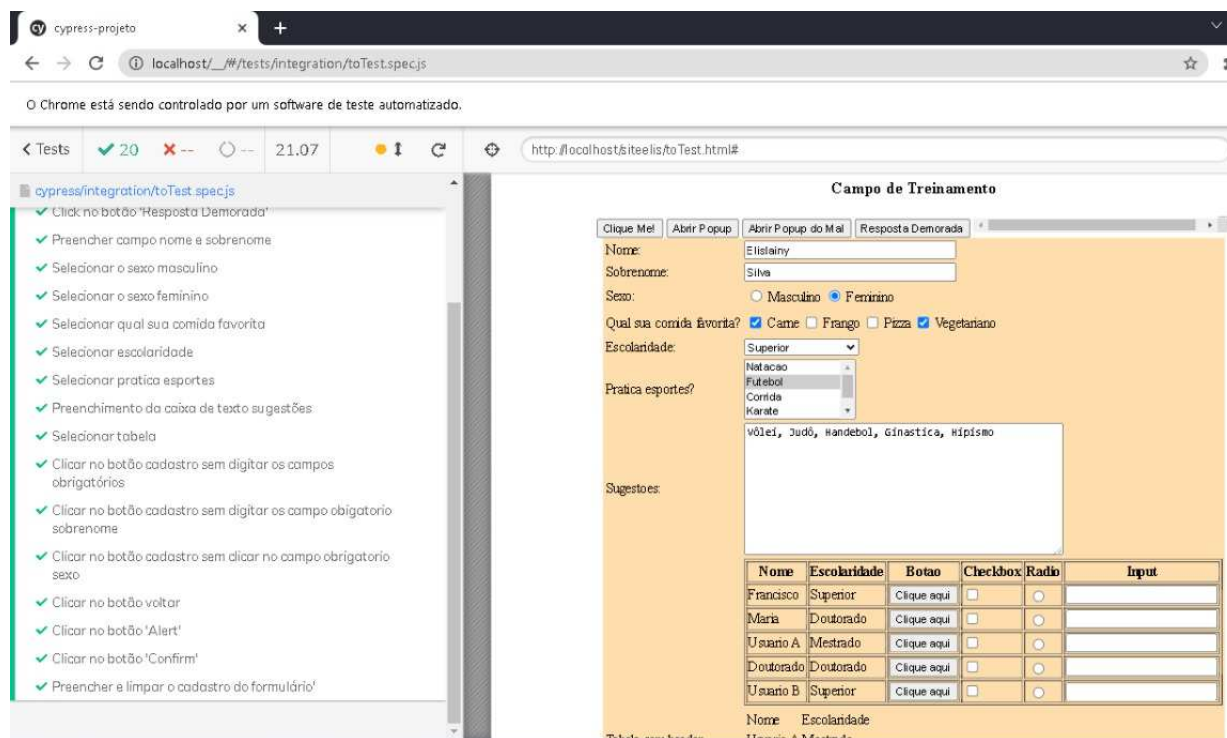 cypress-projeto
localhost/__/#/tests/integration/toTest.spec.js
O Chrome está sendo controlado por um software de teste automatizado.
Tests 20 -- -- 21.07 http://localhost/siteelis/toTest.html#
cypress/integration/toTest.spec.js
Click no botão 'Resposta Demorada'
Preencher campo nome e sobrenome
Selecionar o sexo masculino
Selecionar o sexo feminino
Selecionar qual sua comida favorita
Selecionar escolaridade
Selecionar pratica esportes
Preenchimento da caixa de texto sugestões
Selecionar tabela
Clicar no botão cadastro sem digitar os campos
obrigatórios
Clicar no botão cadastro sem digitar os campo obigatorio
sobrenome
Clicar no botão cadastro sem clicar no campo obrigatorio
sexo
Clicar no botão voltar
Clicar no botão 'Alert'
Clicar no botão 'Confirm'
Preencher e limpar o cadastro do formulário'
Campo de Treinamento
Clique Me! Abrir Popup Abrir Popup do Mal Resposta Demorada
Nome: Elislainy
Sobrenome: Silva
Sexo: Masculino Feminino
Qual sua comida favorita? Carne Frango Pizza Vegetariano
Escolaridade: Superior
Natacao
Pratica esportes? Futebol
Corrida
Karate
Vôlei, Judô, Handebol, Ginastica, Hipismo
Sugestoes:
Nome Escolaridade Botao Checkbox Radio Input
Francisco Superior Clique aqui
Maria Doutorado Clique aqui
Usuario A Mestrado Clique aqui
Doutorado Doutorado Clique aqui
Usuario B Superior Clique aqui
Nome Escolaridade
Usuario A Mestrado